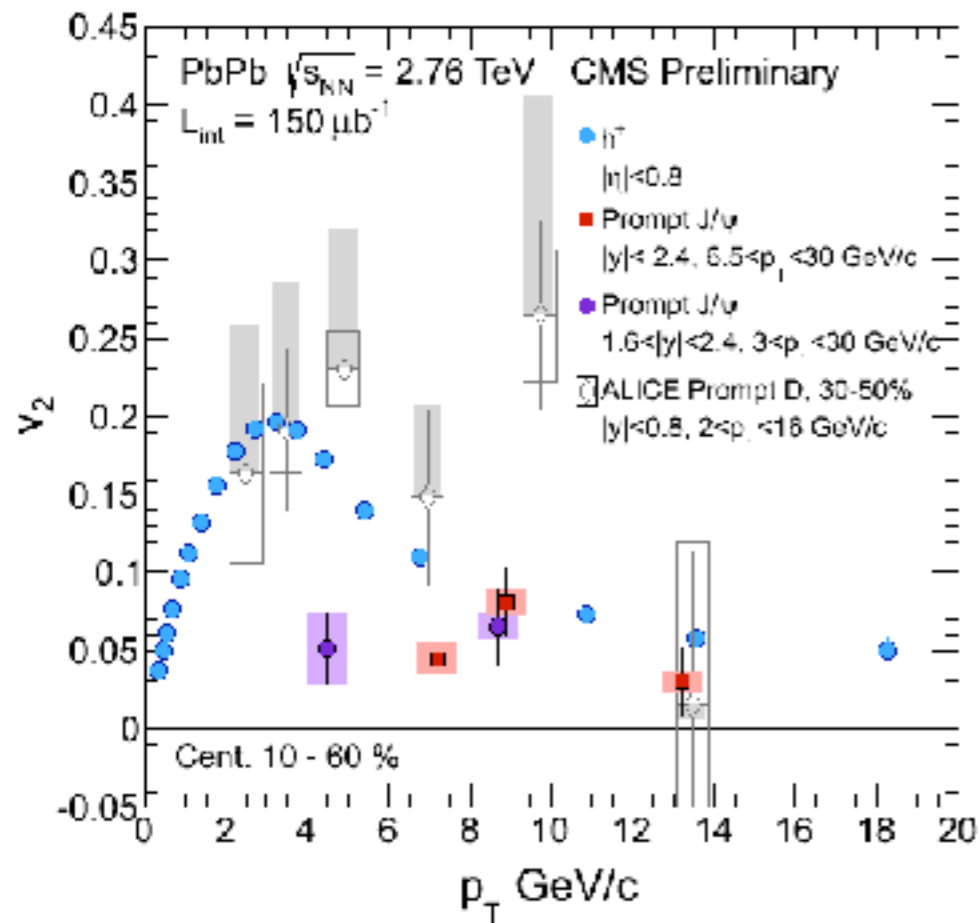 0.45
0.4
0.35
0.3
0.25
0.2
0.15
0.1
0.05
0
-0.05
v₂
PbPb √s_NN = 2.76 TeV CMS Preliminary
L_int = 150 μb⁻¹
h⁺
|η|<0.8
Prompt J/ψ
|y|< 2.4, 6.5<p_T <30 GeV/c
Prompt J/ψ
1.6<|y|<2.4, 3<p_T <30 GeV/c
ALICE Prompt D, 30-50%
|y|<0.8, 2<p_T <16 GeV/c
Cent. 10 - 60 %
0 2 4 6 8 10 12 14 16 18 20
p_T GeV/c